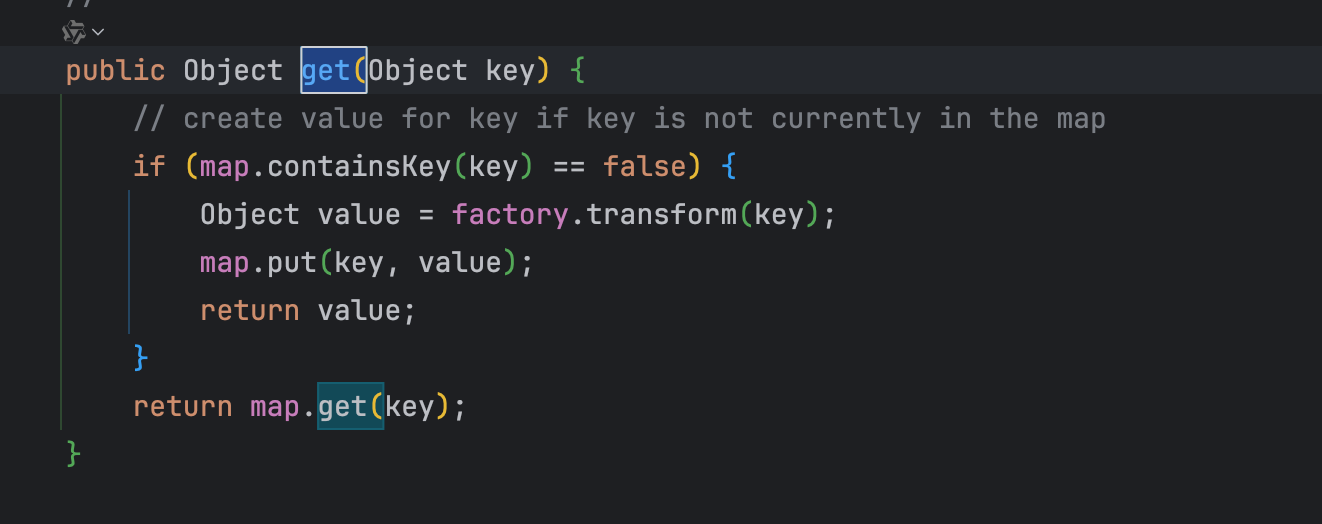 //
public Object get(Object key) {
// create value for key if key is not currently in the map
if (map.containsKey(key) == false) {
Object value = factory.transform(key);
map.put(key, value);
return value;
}
return map.get(key);
}